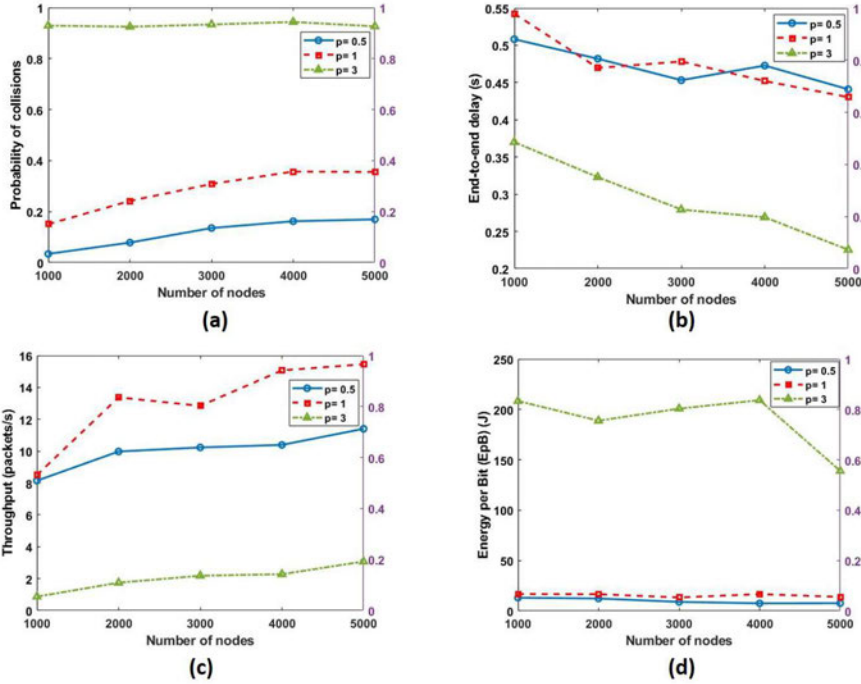 1
0.8
0.6
0.4
0.2
0
1
0.8
0.6
0.4
0.2
0
p= 0.5
p= 1
p= 3
Probability of collisions
1000 2000 3000 4000 5000
Number of nodes
(a)
0.55
0.5
0.45
0.4
0.35
0.3
0.25
0.2
p= 0.5
p= 1
p= 3
End-to-end delay (s)
1000 2000 3000 4000 5000
Number of nodes
(b)
16
14
12
10
8
6
4
2
0
1
0.8
0.6
0.4
0.2
0
p= 0.5
p= 1
p= 3
Throughput (packets/s)
1000 2000 3000 4000 5000
Number of nodes
(c)
250
200
150
100
50
0
1
0.8
0.6
0.4
0.2
0
p= 0.5
p= 1
p= 3
Energy per Bit (EpB) (J)
1000 2000 3000 4000 5000
Number of nodes
(d)